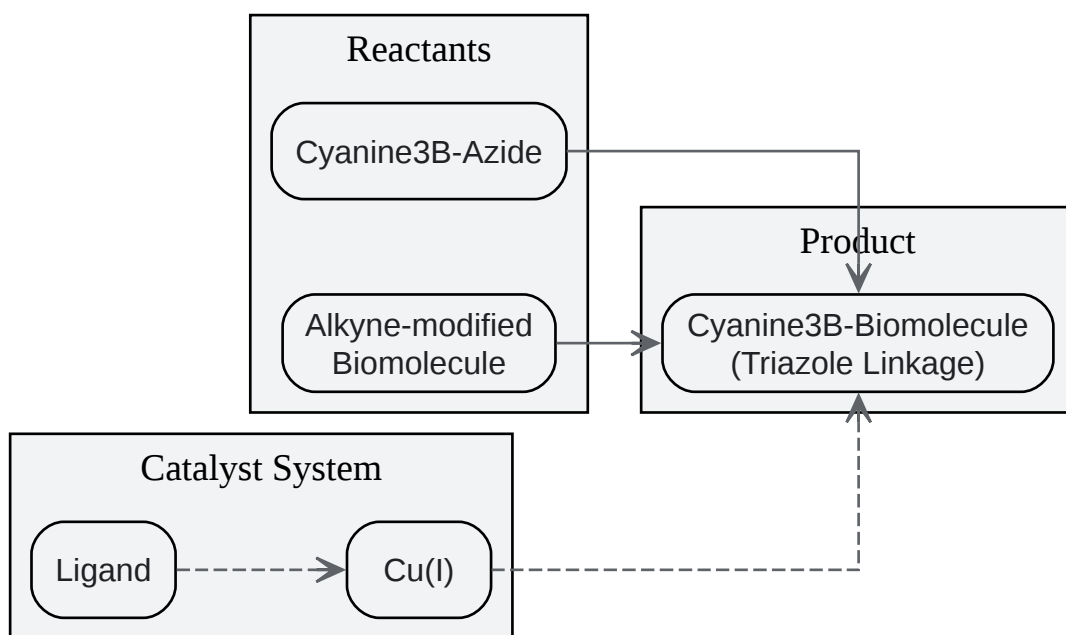 Reactants
Cyanine3B-Azide
Alkyne-modified
Biomolecule
Product
Cyanine3B-Biomolecule
(Triazole Linkage)
Catalyst System
Ligand
Cu(I)